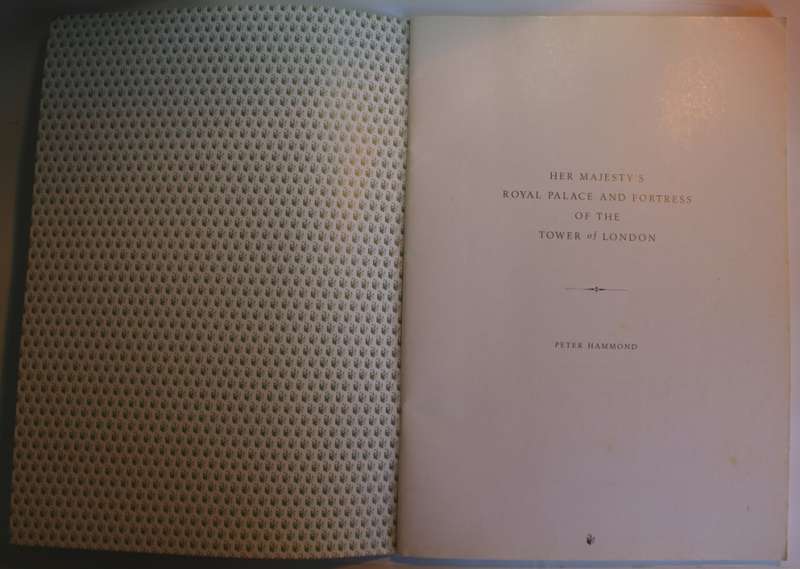 HER MAJESTY'S
ROYAL PALACE AND FORTRESS
OF THE
TOWER of LONDON
PETER HAMMOND